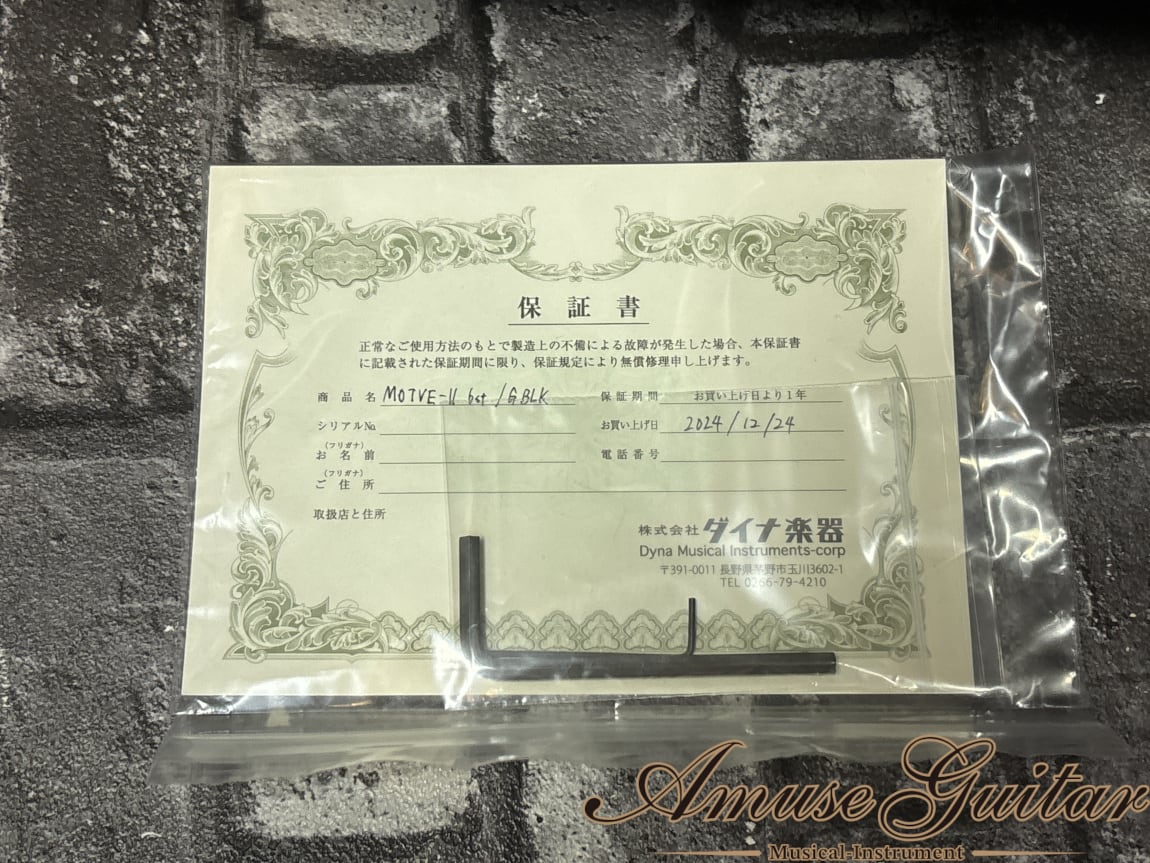 保証書
正常なご使用方法のもとで製造上の不備による故障が発生した場合、本保証書
に記載された保証期間に限り、保証規定により無償修理申し上げます。
商品名 MOTVE-II 6st / GBLK 保証期間 お買い上げ日より1年
シリアル№ お買い上げ日 2024/12/24
(フリガナ)
お名前 電話番号
(フリガナ)
ご住所
取扱店と住所
株式会社 ダイナ楽器
Dyna Musical Instruments-corp
〒391-0011 長野県茅野市玉川3602-1
TEL 0266-79-4210
Amuse Guitar
Musical-Instrument